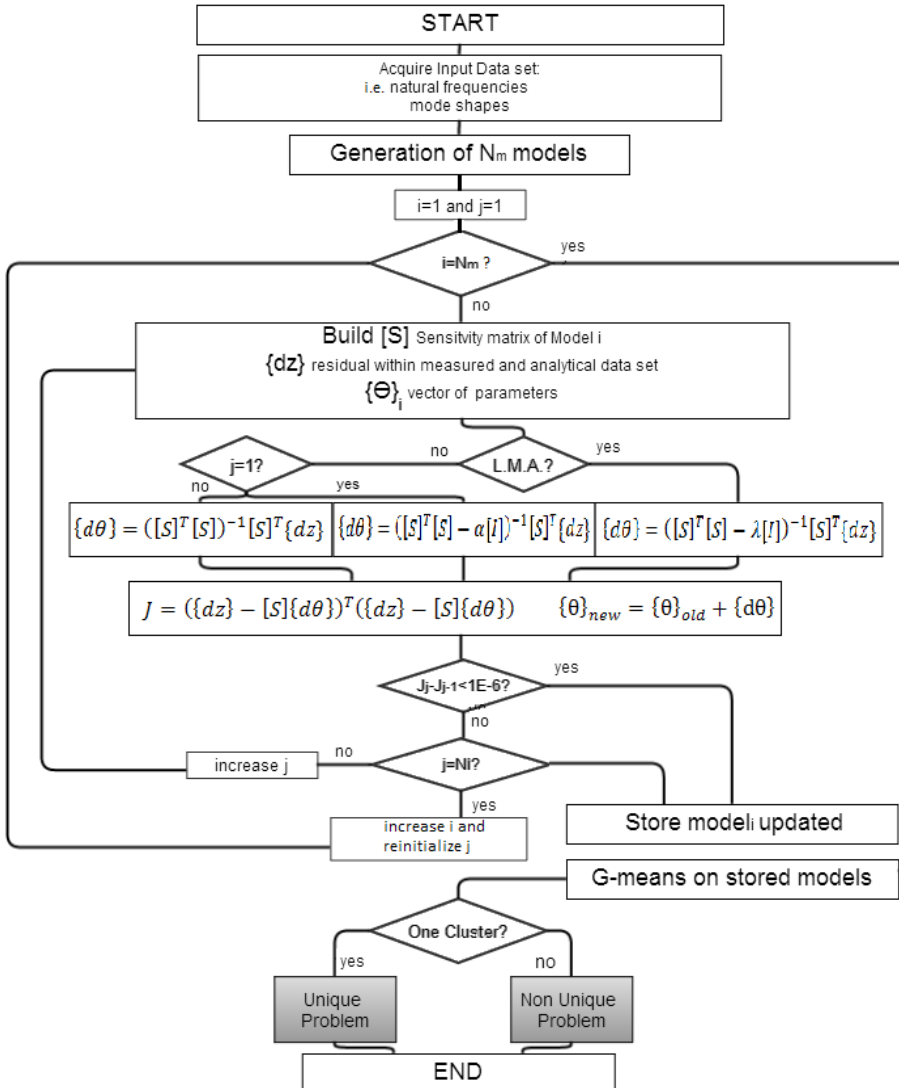 START
Acquire Input Data set:
i.e. natural frequencies
mode shapes
Generation of Nm models
i=1 and j=1
i=Nm ?
yes
no
Build [S] Sensitvity matrix of Model i
{dz} residual within measured and analytical data set
{Ө}i vector of parameters
L.M.A.?
no
yes
j=1?
no
yes
{dθ} = ([S]^T[S])^-1[S]^T{dz}
{dθ} = ([S]^T[S] − α[I])^-1[S]^T{dz}
{dθ} = ([S]^T[S] − λ[I])^-1[S]^T{dz}
J = ({dz} − [S]{dθ})^T({dz} − [S]{dθ})
{θ}new = {θ}old + {dθ}
Jj-Jj-1<1E-6?
yes
no
j=Ni?
no
yes
increase j
increase i and
reinitialize j
Store modeli updated
G-means on stored models
One Cluster?
yes
no
Unique
Problem
Non Unique
Problem
END